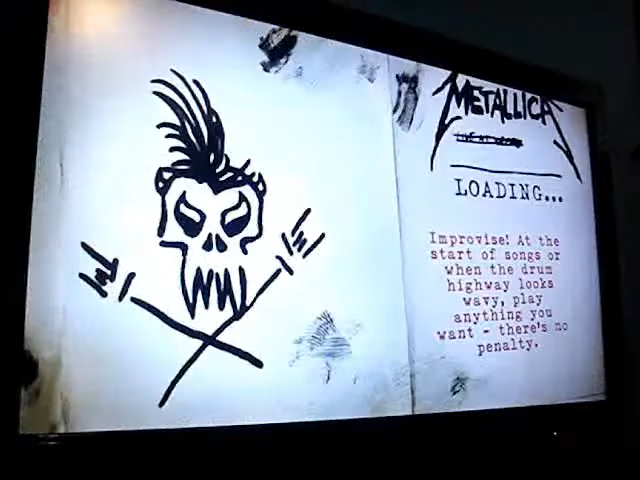 METALLICA
LOADING...
Improvise! At the
start of songs or
when the drum
highway looks
wavy, play
anything you
want - there's no
penalty.